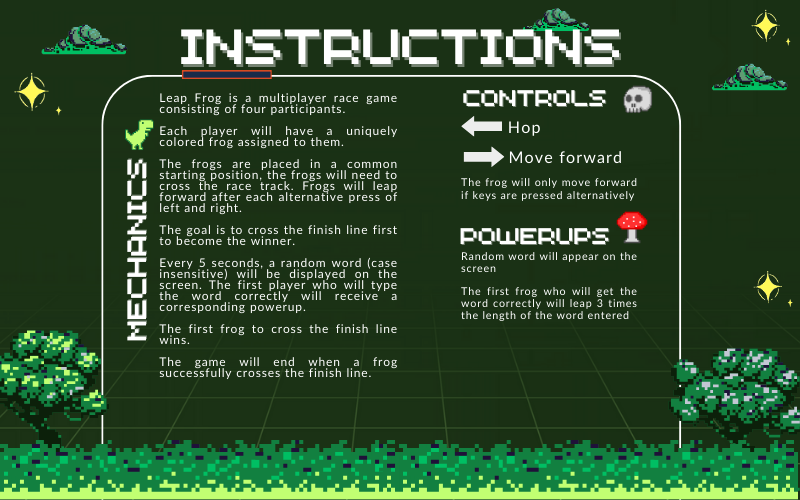 INSTRUCTIONS
MECHANICS
Leap Frog is a multiplayer race game
consisting of four participants.
Each player will have a uniquely
colored frog assigned to them.
The frogs are placed in a common
starting position, the frogs will need to
cross the race track. Frogs will leap
forward after each alternative press of
left and right.
The goal is to cross the finish line first
to become the winner.
Every 5 seconds, a random word (case
insensitive) will be displayed on the
screen. The first player who will type
the word correctly will receive a
corresponding powerup.
The first frog to cross the finish line
wins.
The game will end when a frog
successfully crosses the finish line.
CONTROLS
Hop
Move forward
The frog will only move forward
if keys are pressed alternatively
POWERUPS
Random word will appear on the
screen
The first frog who will get the
word correctly will leap 3 times
the length of the word entered